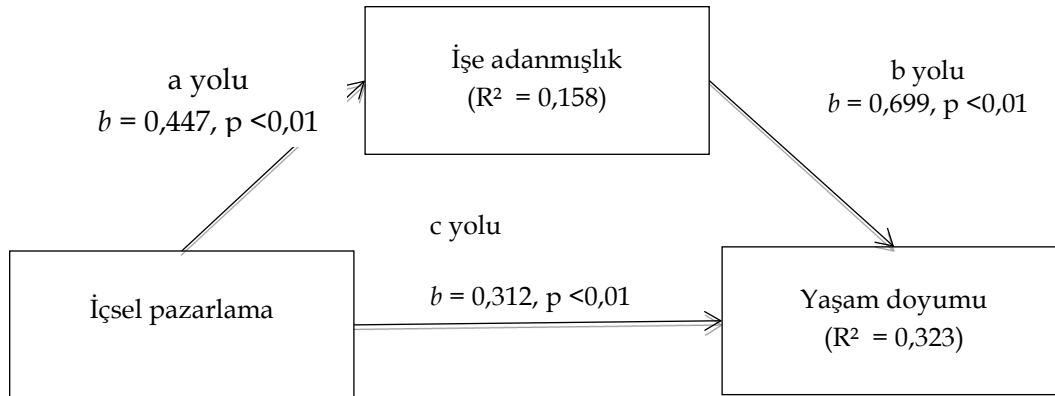 İşe adanmışlık
(R² = 0,158)
a yolu
b = 0,447, p <0,01
b yolu
b = 0,699, p <0,01
c yolu
b = 0,312, p <0,01
İçsel pazarlama
Yaşam doyumu
(R² = 0,323)